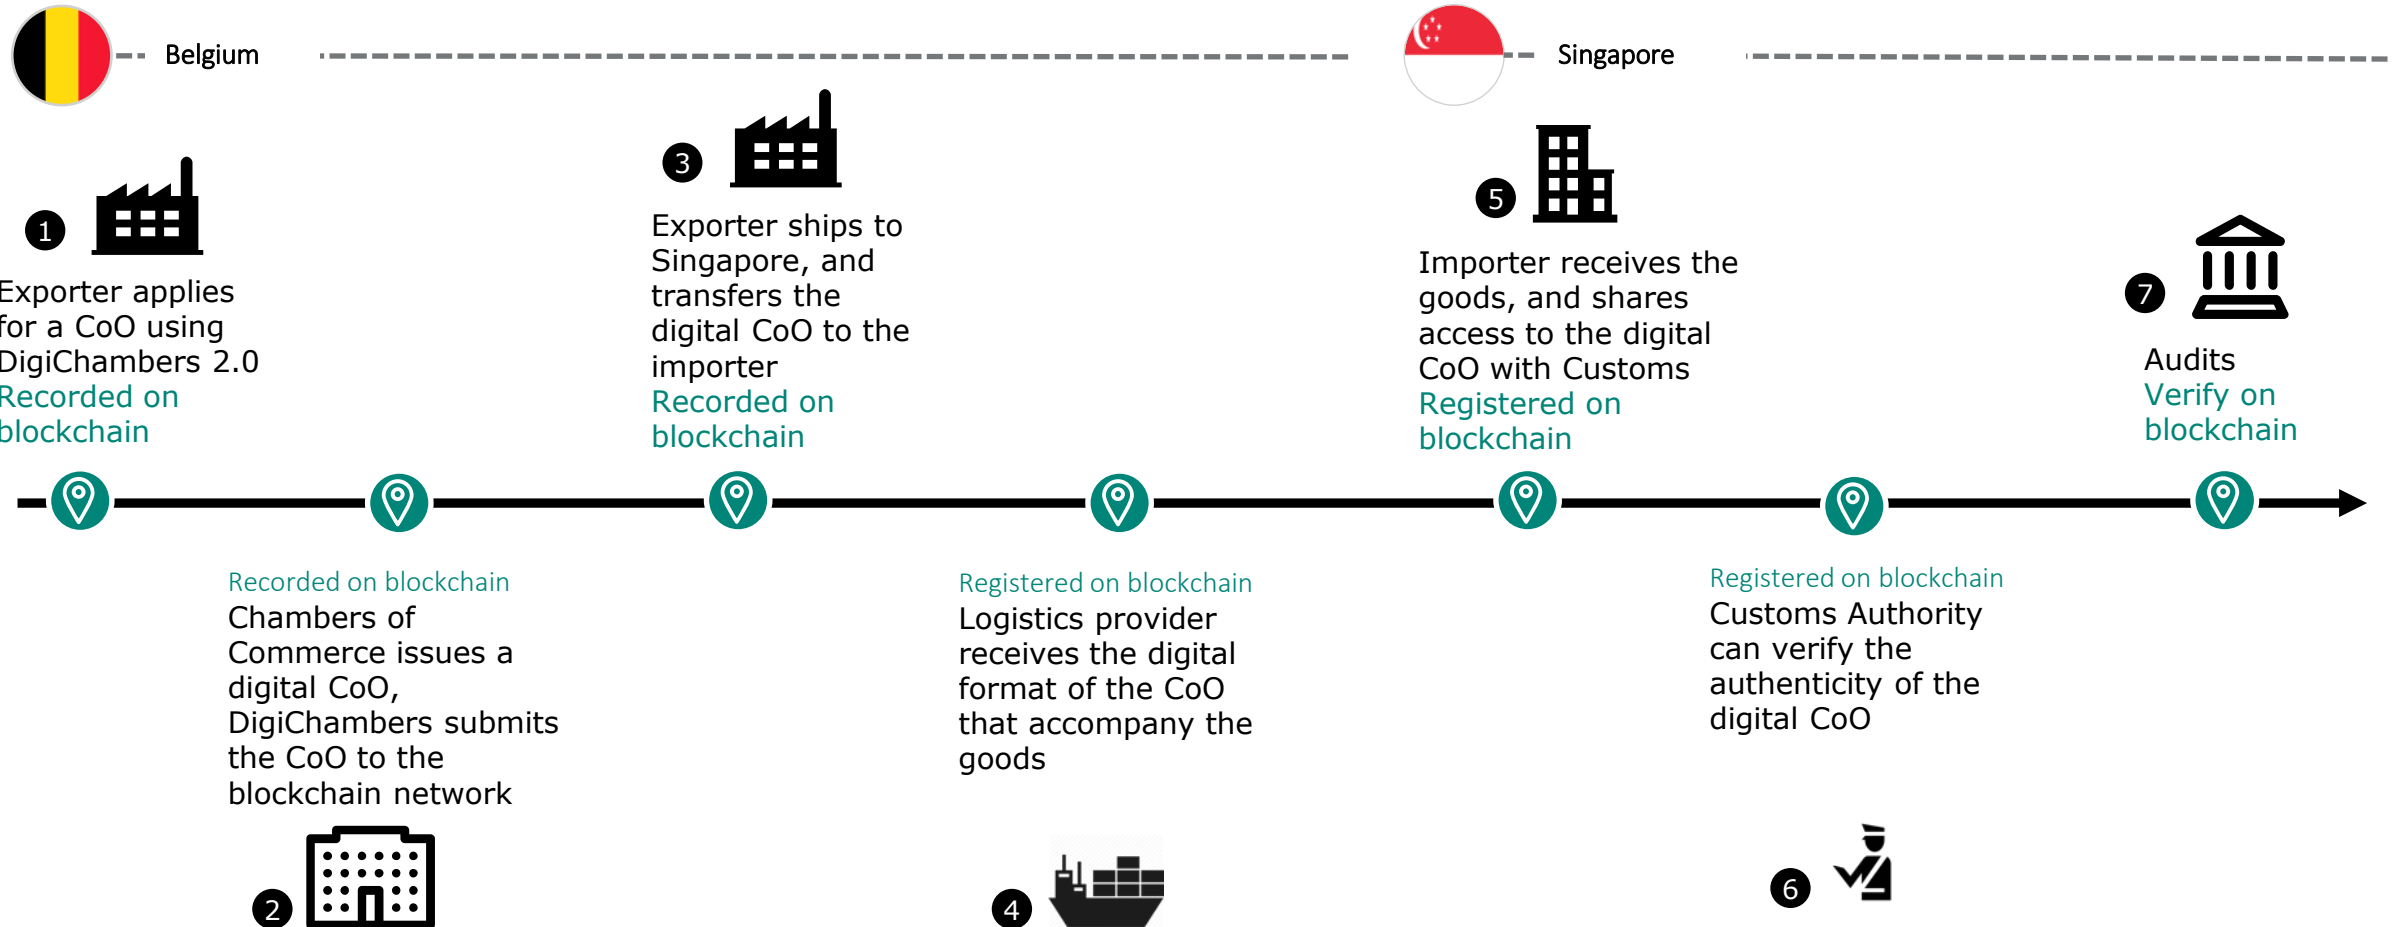 Belgium
Singapore
1
Exporter applies
for a CoO using
DigiChambers 2.0
Recorded on
blockchain
Recorded on blockchain
Chambers of
Commerce issues a
digital CoO,
DigiChambers submits
the CoO to the
blockchain network
2
3
Exporter ships to
Singapore, and
transfers the
digital CoO to the
importer
Recorded on
blockchain
Registered on blockchain
Logistics provider
receives the digital
format of the CoO
that accompany the
goods
4
5
Importer receives the
goods, and shares
access to the digital
CoO with Customs
Registered on
blockchain
Registered on blockchain
Customs Authority
can verify the
authenticity of the
digital CoO
6
7
Audits
Verify on
blockchain